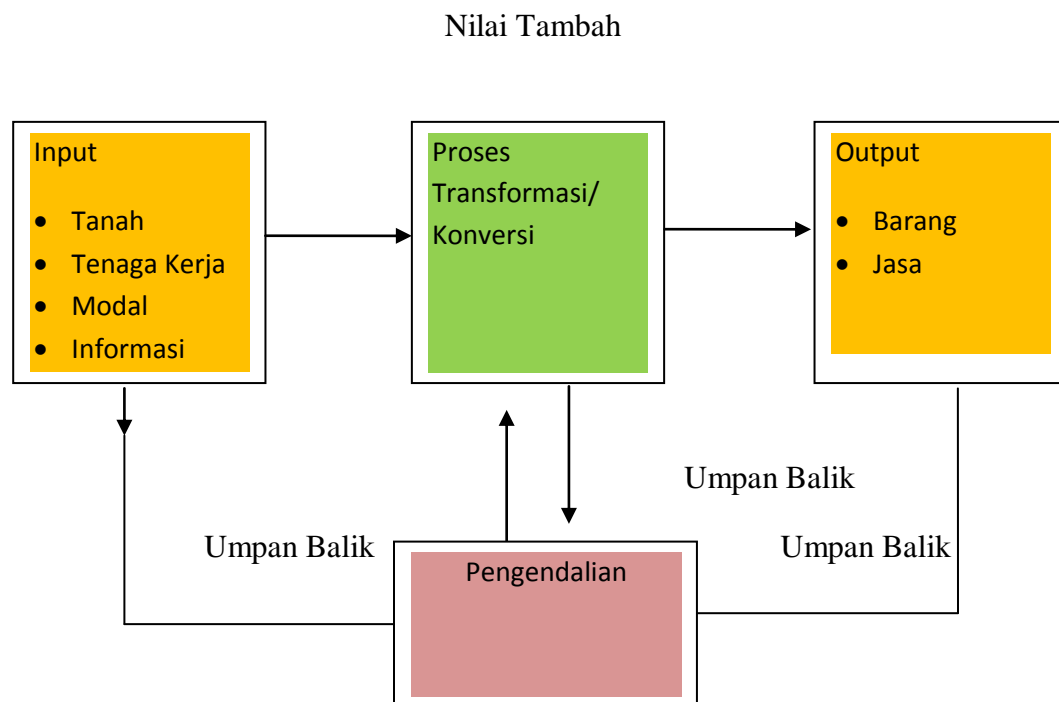 Nilai Tambah
Input
• Tanah
• Tenaga Kerja
• Modal
• Informasi
Proses
Transformasi/
Konversi
Output
• Barang
• Jasa
Umpan Balik
Umpan Balik
Umpan Balik
Pengendalian